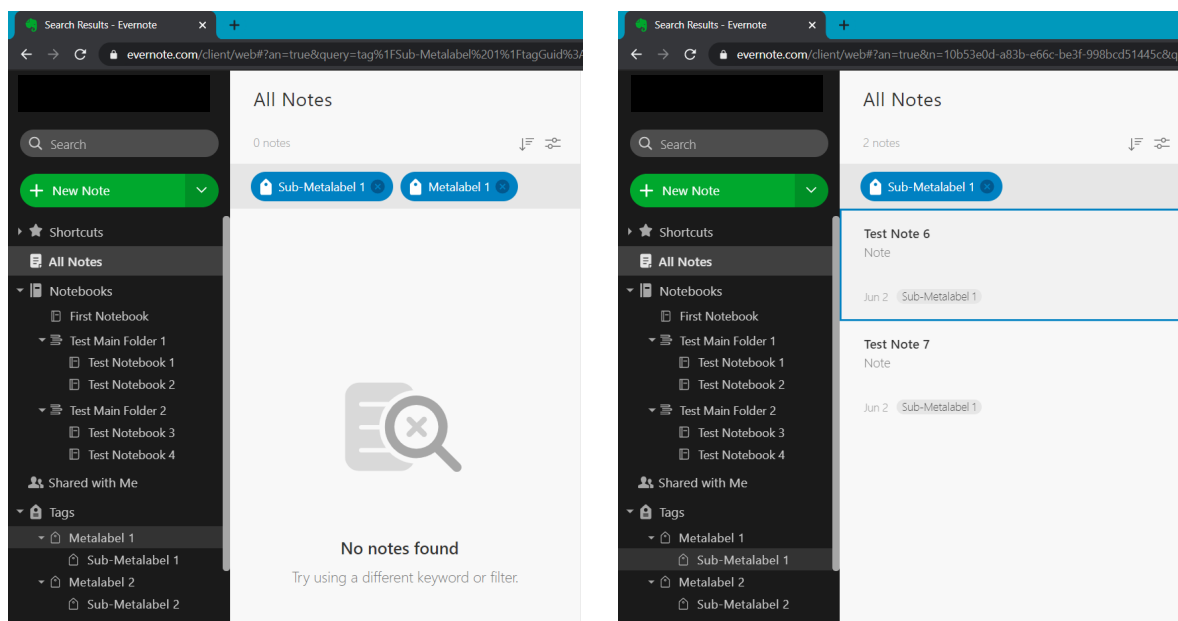 Search Results - Evernote
evernote.com/client/web#?an=true&query=tag%1FSub-Metalabel%201%1FtagGuid%3A
All Notes
Search
0 notes
New Note
Sub-Metalabel 1
Metalabel 1
Shortcuts
All Notes
Notebooks
First Notebook
Test Main Folder 1
Test Notebook 1
Test Notebook 2
Test Main Folder 2
Test Notebook 3
Test Notebook 4
Shared with Me
Tags
Metalabel 1
Sub-Metalabel 1
Metalabel 2
Sub-Metalabel 2
No notes found
Try using a different keyword or filter.
Search Results - Evernote
evernote.com/client/web#?an=true&n=10b53e0d-a83b-e66c-be3f-998bcd51445c&q
All Notes
Search
2 notes
New Note
Sub-Metalabel 1
Shortcuts
All Notes
Notebooks
First Notebook
Test Main Folder 1
Test Notebook 1
Test Notebook 2
Test Main Folder 2
Test Notebook 3
Test Notebook 4
Shared with Me
Tags
Metalabel 1
Sub-Metalabel 1
Metalabel 2
Sub-Metalabel 2
Test Note 6
Note
Jun 2 Sub-Metalabel 1
Test Note 7
Note
Jun 2 Sub-Metalabel 1